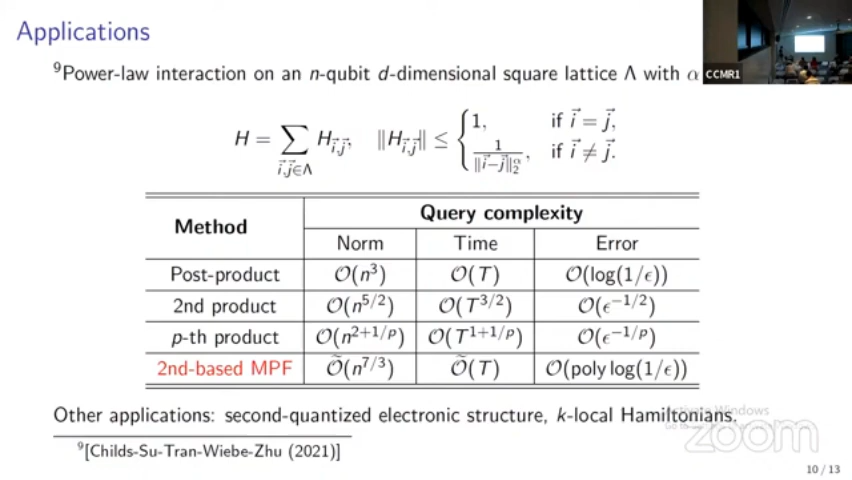 Applications
⁹Power-law interaction on an n-qubit d-dimensional square lattice Λ with α
CCMR1
H = ∑_{i⃗,j⃗∈Λ} H_{i⃗,j⃗}, ‖H_{i⃗,j⃗}‖ ≤ { 1, if i⃗ = j⃗,
1/‖i⃗−j⃗‖₂^α, if i⃗ ≠ j⃗.
Method Query complexity
Norm Time Error
Post-product O(n³) O(T) O(log(1/ϵ))
2nd product O(n^{5/2}) O(T^{3/2}) O(ϵ^{−1/2})
p-th product O(n^{2+1/p}) O(T^{1+1/p}) O(ϵ^{−1/p})
2nd-based MPF Õ(n^{7/3}) Õ(T) O(poly log(1/ϵ))
Other applications: second-quantized electronic structure, k-local Hamiltonians.
Activate Windows
zoom
⁹[Childs-Su-Tran-Wiebe-Zhu (2021)]
10 / 13